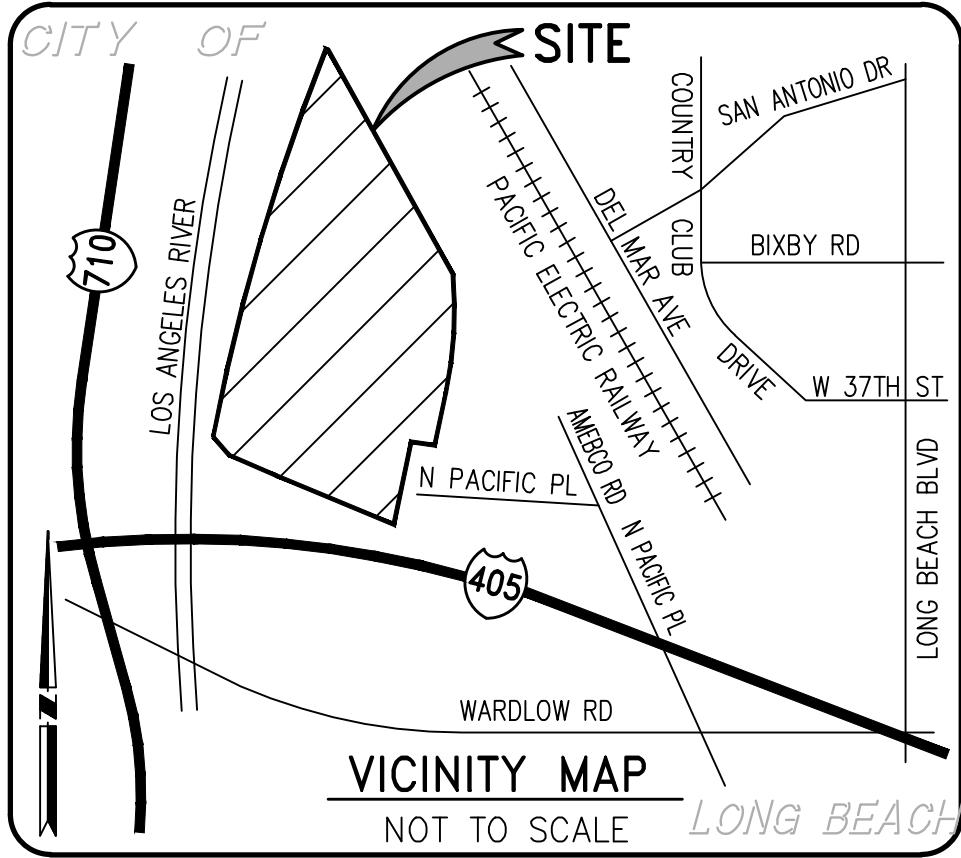 CITY OF
SITE
COUNTRY CLUB DRIVE
SAN ANTONIO DR
710
LOS ANGELES RIVER
PACIFIC ELECTRIC RAILWAY
DEL MAR AVE
BIXBY RD
W 37TH ST
N PACIFIC PL
AMEBCO RD
N PACIFIC PL
LONG BEACH BLVD
405
N
WARDLOW RD
VICINITY MAP
NOT TO SCALE
LONG BEACH